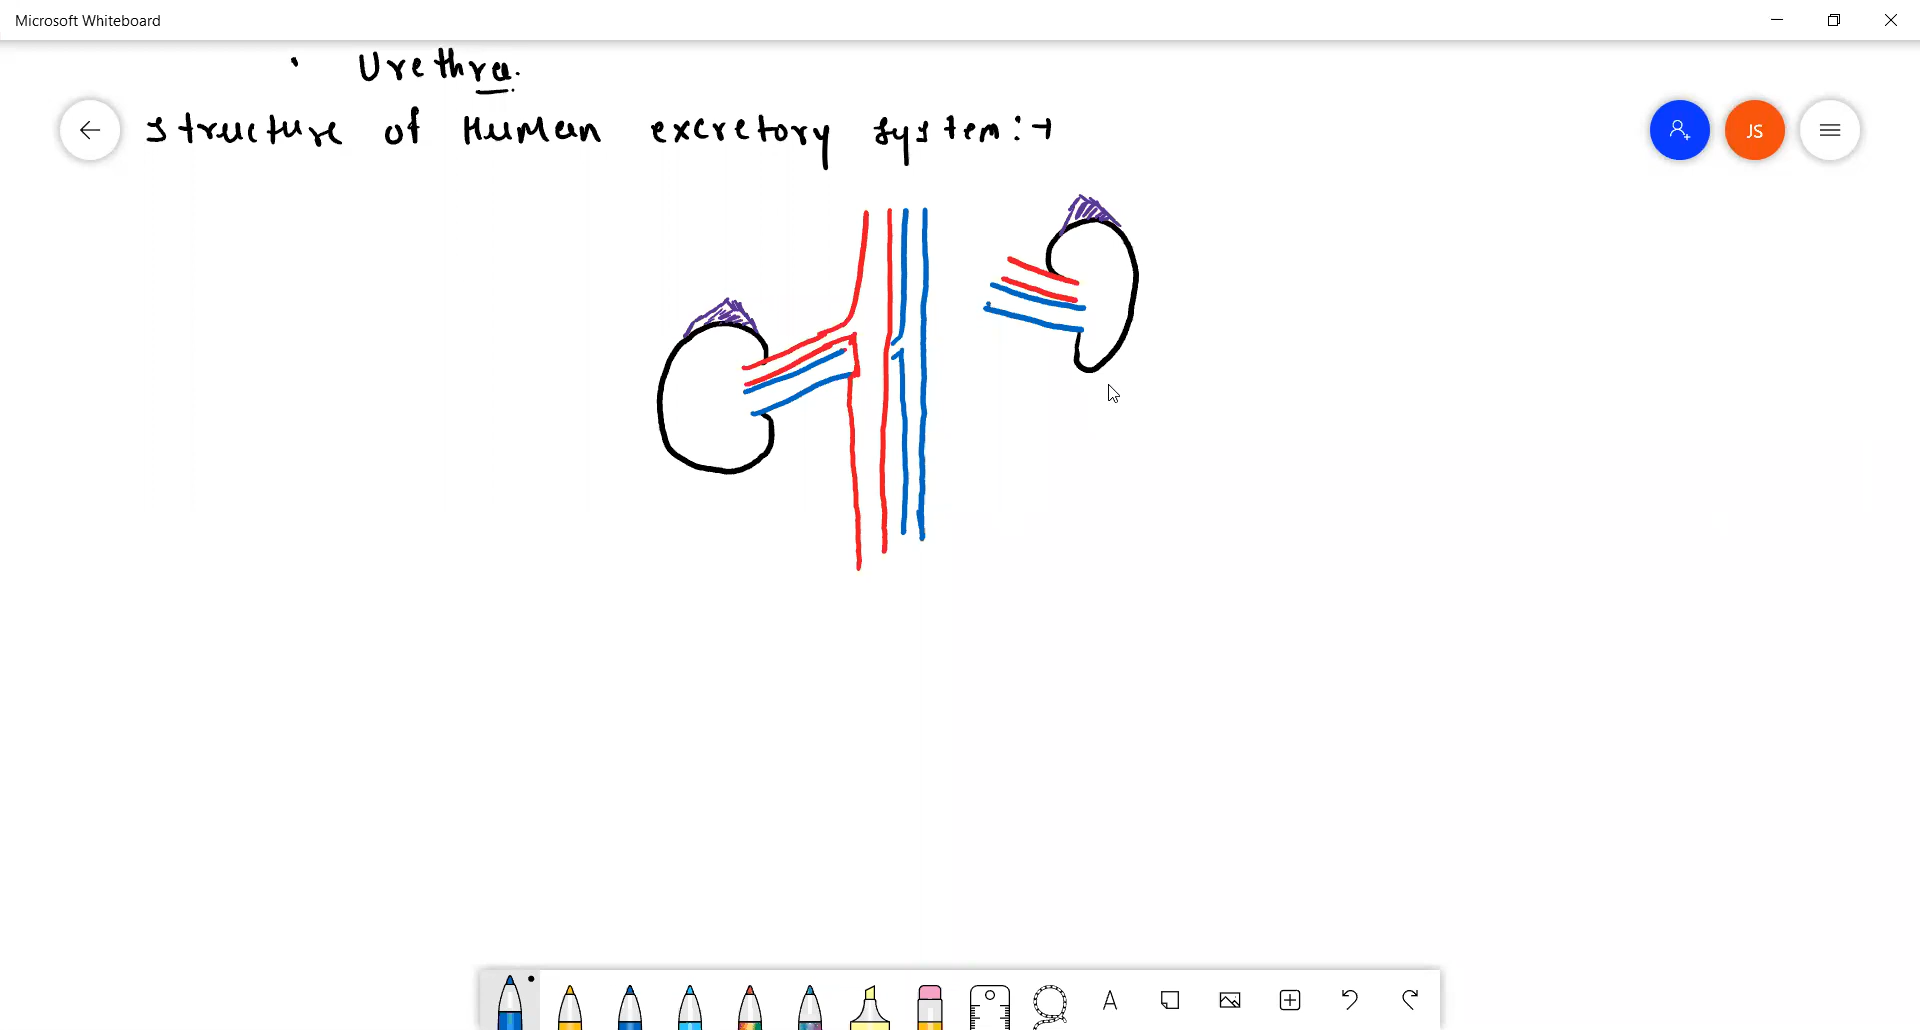 Microsoft Whiteboard
• Urethra.
Structure of Human excretory system:→
JS